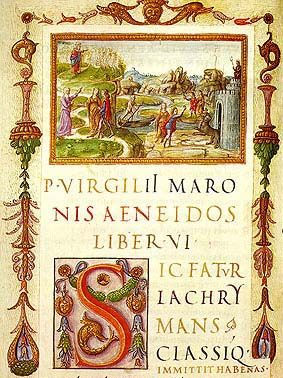 P·VIRGILII MARO
NIS AENEIDOS
LIBER·VI·
SIC FATVR
LACHRY
MANS
CLASSIQ·
IMMITTIT HABENAS·